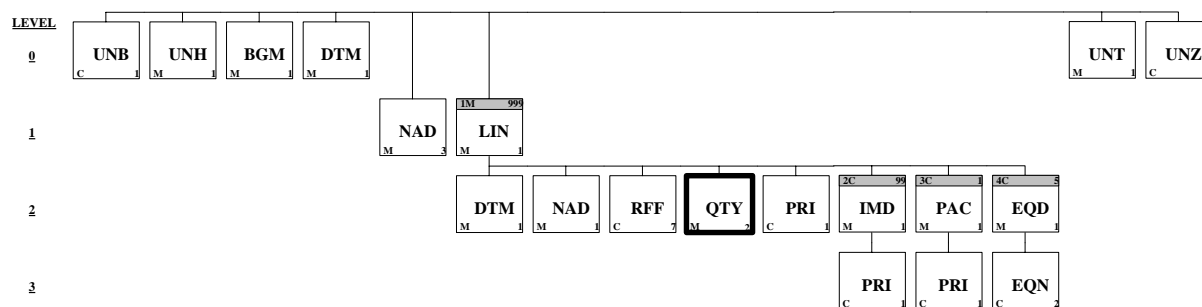 LEVEL
0 UNB UNH BGM DTM UNT UNZ
C 1 M 1 M 1 M 1 M 1 C
1M 999
1 NAD LIN
M 3 M 1
2C 99 3C 1 4C 5
2 DTM NAD RFF QTY PRI IMD PAC EQD
M 1 M 1 C 7 M 2 C 1 M 1 M 1 M 1
3 PRI PRI EQN
C 1 C 1 C 2